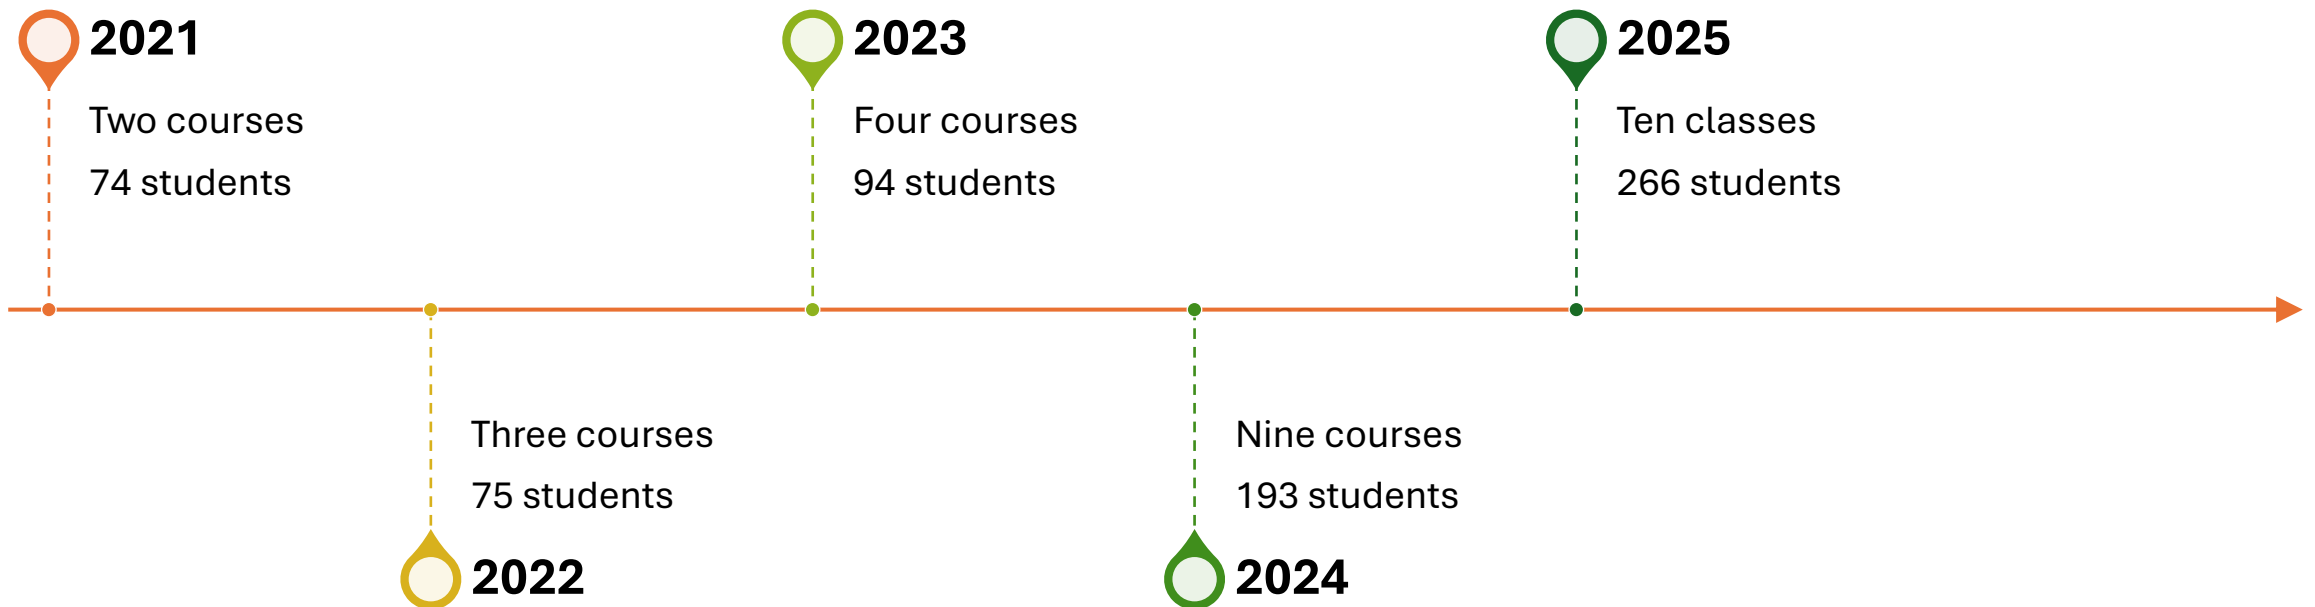 2021
Two courses
74 students
Three courses
75 students
2022
2023
Four courses
94 students
Nine courses
193 students
2024
2025
Ten classes
266 students